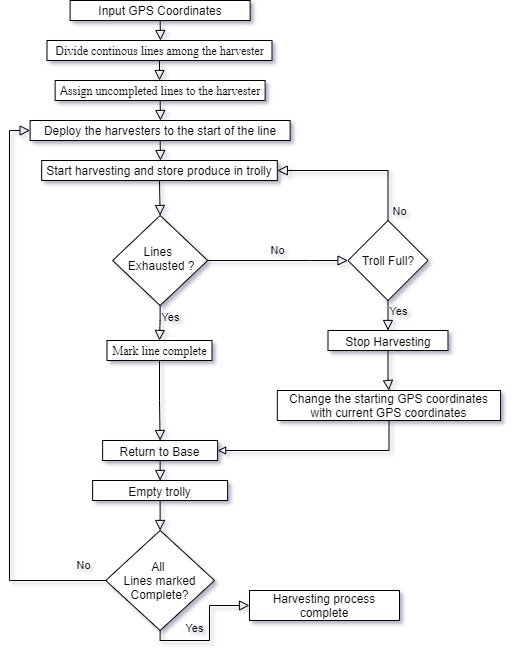 Input GPS Coordinates
Divide continous lines among the harvester
Assign uncompleted lines to the harvester
Deploy the harvesters to the start of the line
Start harvesting and store produce in trolly
No
Lines
Exhausted ?
No
Troll Full?
Yes
Yes
Stop Harvesting
Mark line complete
Change the starting GPS coordinates
with current GPS coordinates
Return to Base
Empty trolly
No
All
Lines marked
Complete?
Harvesting process
complete
Yes